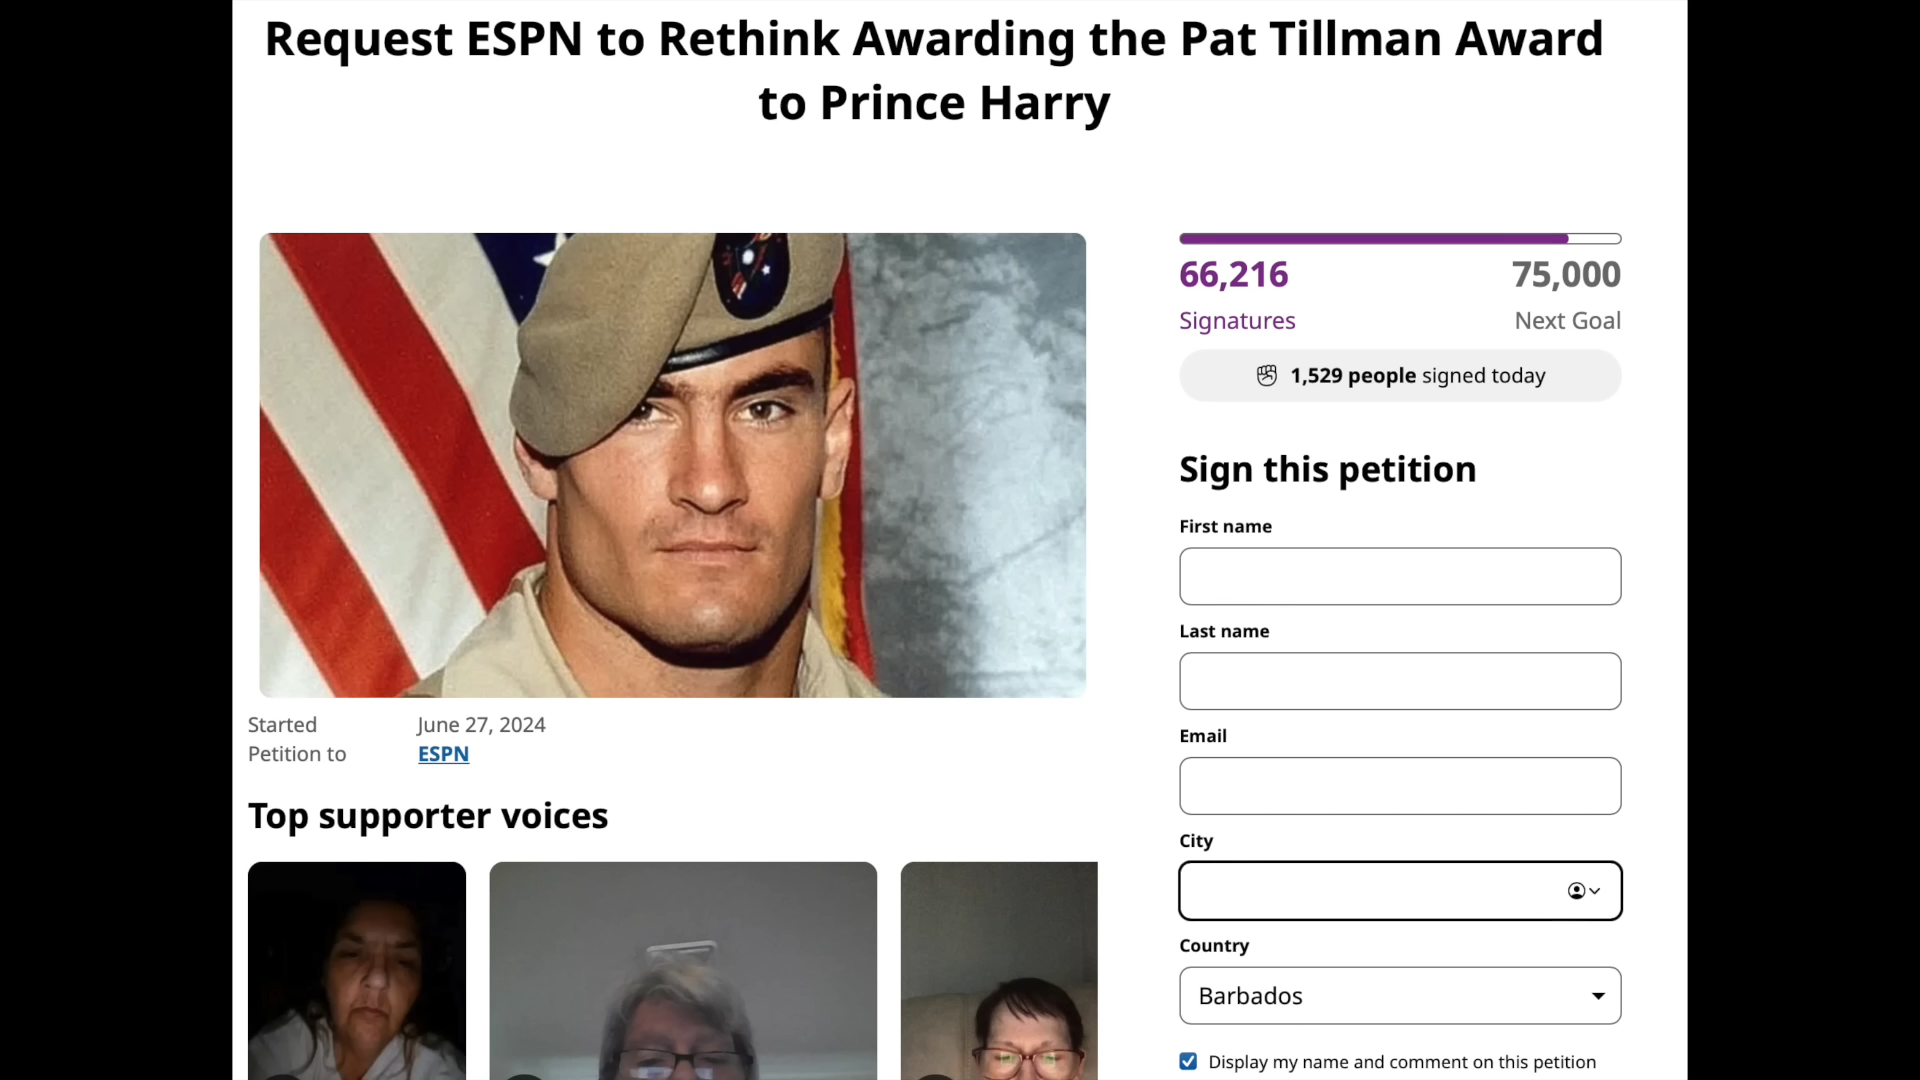 Request ESPN to Rethink Awarding the Pat Tillman Award
to Prince Harry
66,216
75,000
Signatures
Next Goal
1,529 people signed today
Sign this petition
First name
Last name
Email
City
Country
Barbados
Display my name and comment on this petition
Started June 27, 2024
Petition to ESPN
Top supporter voices